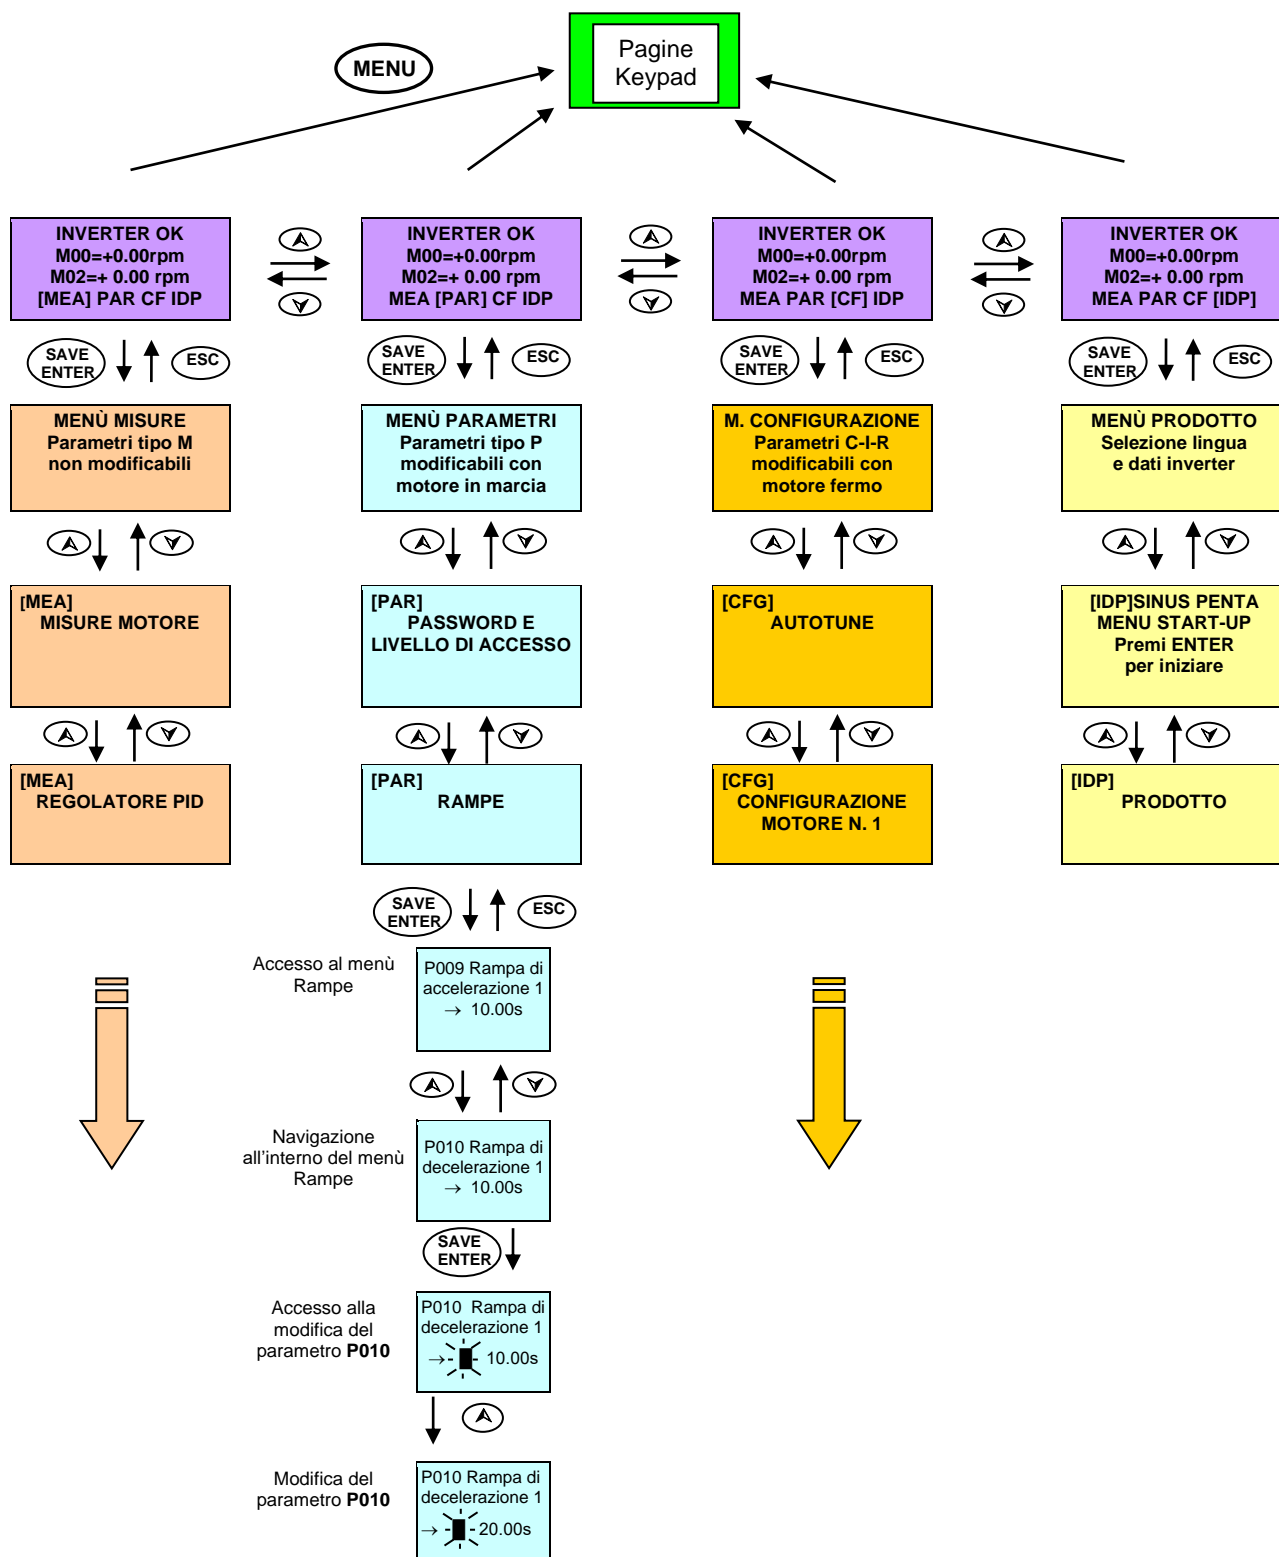 Pagine
Keypad
MENU
INVERTER OK
M00=+0.00rpm
M02=+ 0.00 rpm
[MEA] PAR CF IDP
INVERTER OK
M00=+0.00rpm
M02=+ 0.00 rpm
MEA [PAR] CF IDP
INVERTER OK
M00=+0.00rpm
M02=+ 0.00 rpm
MEA PAR [CF] IDP
INVERTER OK
M00=+0.00rpm
M02=+ 0.00 rpm
MEA PAR CF [IDP]
SAVE
ENTER
ESC
SAVE
ENTER
ESC
SAVE
ENTER
ESC
SAVE
ENTER
ESC
MENÙ MISURE
Parametri tipo M
non modificabili
MENÙ PARAMETRI
Parametri tipo P
modificabili con
motore in marcia
M. CONFIGURAZIONE
Parametri C-I-R
modificabili con
motore fermo
MENÙ PRODOTTO
Selezione lingua
e dati inverter
[MEA]
MISURE MOTORE
[PAR]
PASSWORD E
LIVELLO DI ACCESSO
[CFG]
AUTOTUNE
[IDP]SINUS PENTA
MENU START-UP
Premi ENTER
per iniziare
[MEA]
REGOLATORE PID
[PAR]
RAMPE
[CFG]
CONFIGURAZIONE
MOTORE N. 1
[IDP]
PRODOTTO
SAVE
ENTER
ESC
Accesso al menù
Rampe
P009 Rampa di
accelerazione 1
→ 10.00s
Navigazione
all'interno del menù
Rampe
P010 Rampa di
decelerazione 1
→ 10.00s
SAVE
ENTER
Accesso alla
modifica del
parametro P010
P010 Rampa di
decelerazione 1
→ 10.00s
Modifica del
parametro P010
P010 Rampa di
decelerazione 1
→ 20.00s